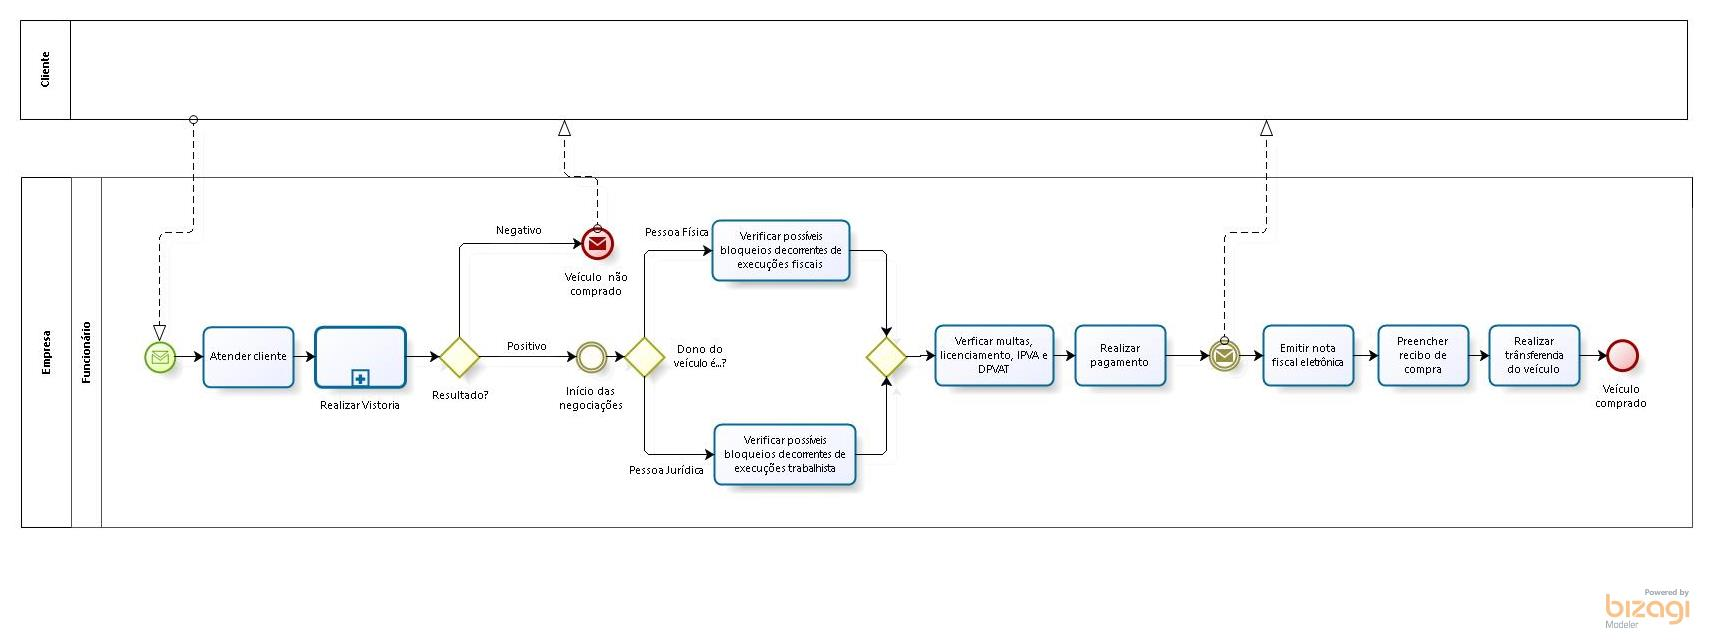 Cliente
Empresa
Funcionário
Atender cliente
Realizar Vistoria
Resultado?
Negativo
Veículo não
comprado
Positivo
Início das
negociações
Dono do
veículo é...?
Pessoa Física
Verificar possíveis
bloqueios decorrentes de
execuções fiscais
Pessoa Jurídica
Verificar possíveis
bloqueios decorrentes de
execuções trabalhista
Verficar multas,
licenciamento, IPVA e
DPVAT
Realizar
pagamento
Emitir nota
fiscal eletrônica
Preencher
recibo de
compra
Realizar
trânsferenda
do veículo
Veículo
comprado
Powered by
bizagi
Modeler